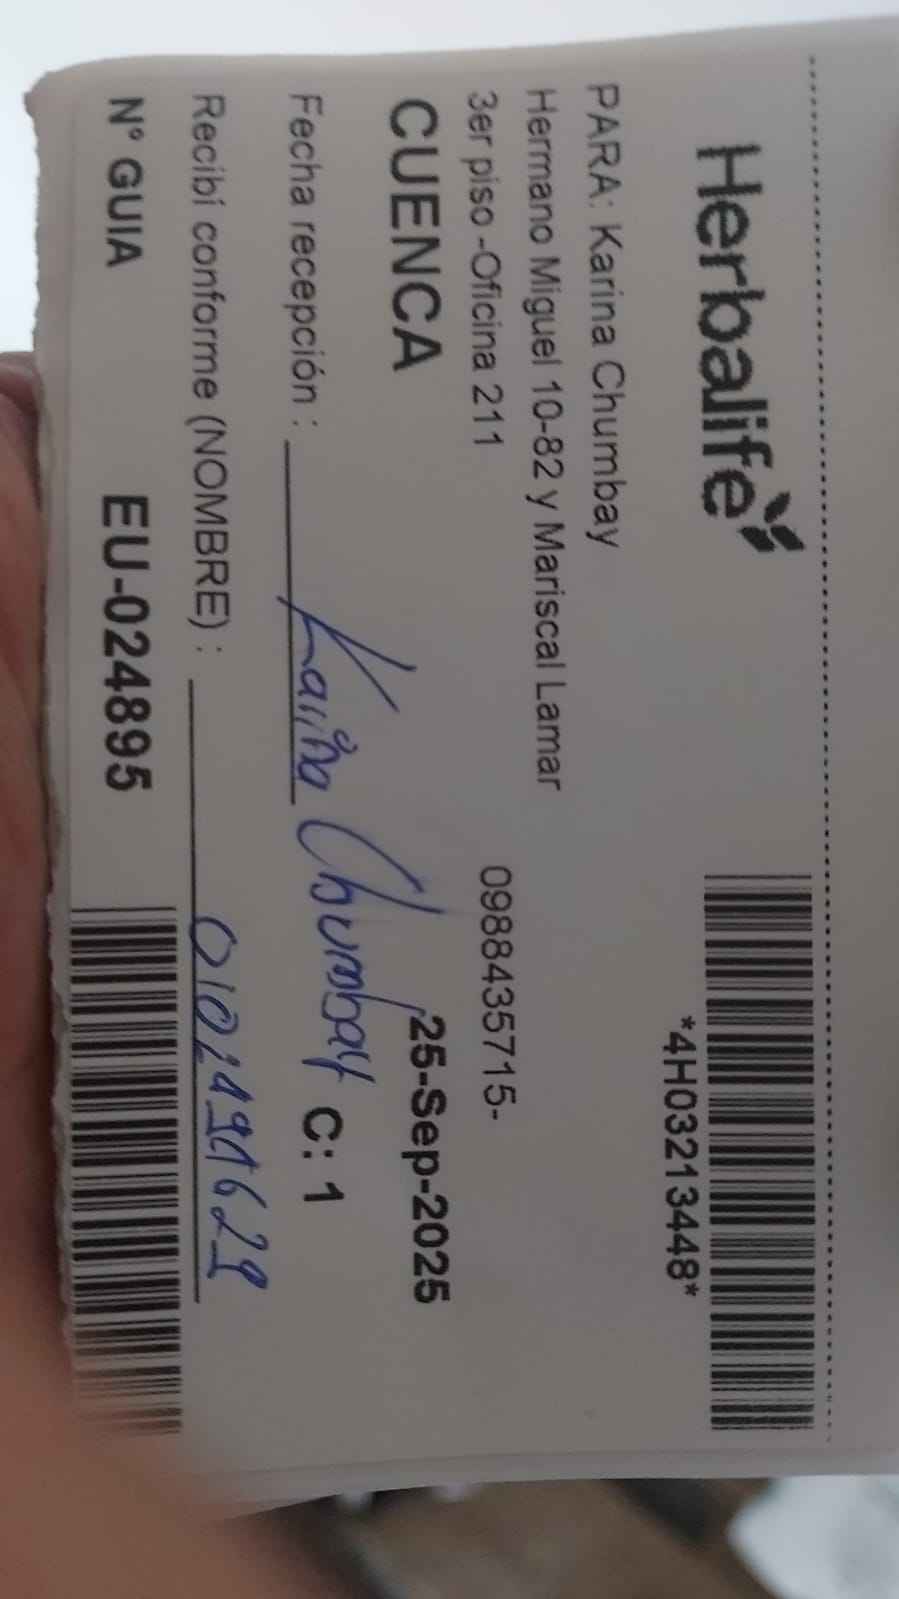 Herbalife
*4H03213448*
PARA: Karina Chumbay
Hermano Miguel 10-82 y Mariscal Lamar
3er piso -Oficina 211
0988435715-
CUENCA
25-Sep-2025
Fecha recepción : Karina Chumbay C: 1
Recibí conforme (NOMBRE) :
N° GUIA EU-024895